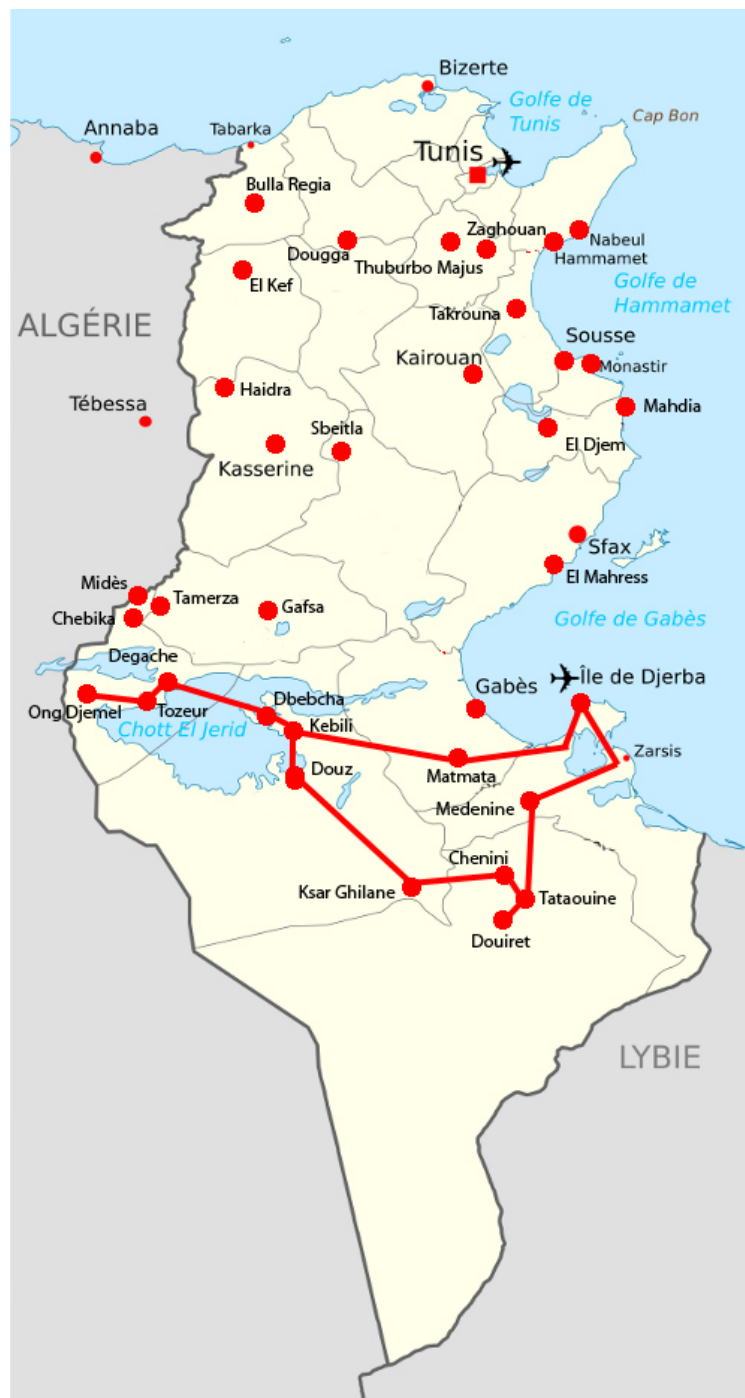 Bizerte
Golfe de
Tunis
Cap Bon
Annaba
Tabarka
Tunis
Bulla Regia
Zaghouan
Nabeul
Dougga
Thuburbo Majus
Hammamet
El Kef
Golfe de
Hammamet
ALGÉRIE
Takrouna
Sousse
Kairouan
Monastir
Haidra
Tébessa
Mahdia
Sbeitla
El Djem
Kasserine
Sfax
El Mahress
Midès
Tamerza
Gafsa
Chebika
Golfe de Gabès
Degache
Île de Djerba
Gabès
Dbebcha
Ong Djemel
Tozeur
Chott El Jerid
Kebili
Zarsis
Douz
Matmata
Medenine
Chenini
Ksar Ghilane
Tataouine
Douiret
LYBIE